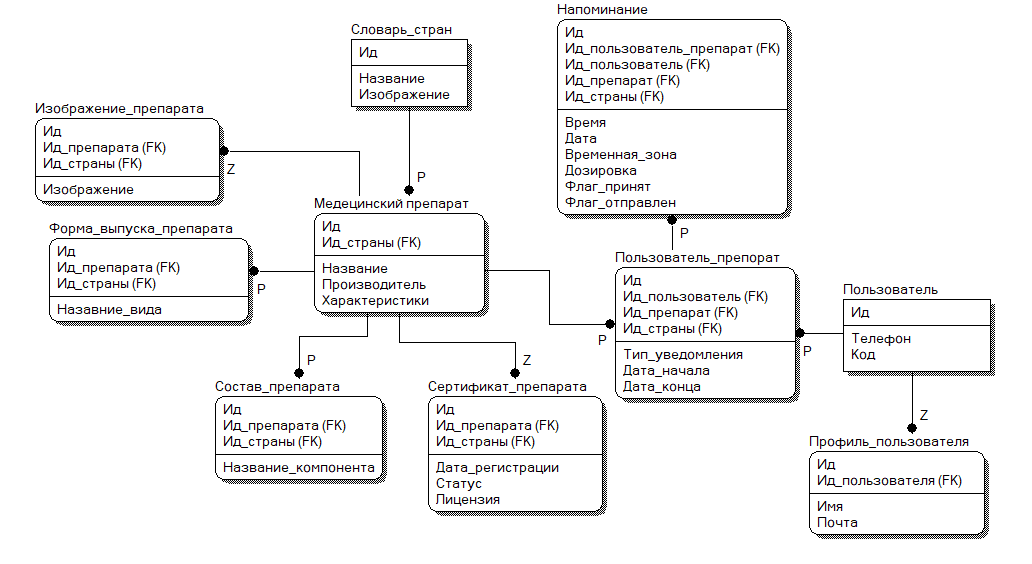 Напоминание
Ид
Ид_пользователь_препарат (FK)
Ид_пользователь (FK)
Ид_препарат (FK)
Ид_страны (FK)
Время
Дата
Временная_зона
Дозировка
Флаг_принят
Флаг_отправлен
P
Словарь_стран
Ид
Название
Изображение
P
Изображение_препарата
Ид
Ид_препарата (FK)
Ид_страны (FK)
Изображение
Z
Медецинский препарат
Ид
Ид_страны (FK)
Название
Производитель
Характеристики
Форма_выпуска_препарата
Ид
Ид_препарата (FK)
Ид_страны (FK)
Назавние_вида
P
Пользователь_препорат
Ид
Ид_пользователь (FK)
Ид_препарат (FK)
Ид_страны (FK)
Тип_уведомления
Дата_начала
Дата_конца
P
P
Пользователь
Ид
Телефон
Код
Z
Состав_препарата
Ид
Ид_препарата (FK)
Ид_страны (FK)
Название_компонента
P
Сертификат_препарата
Ид
Ид_препарата (FK)
Ид_страны (FK)
Дата_регистрации
Статус
Лицензия
Z
Профиль_пользователя
Ид
Ид_пользователя (FK)
Имя
Почта